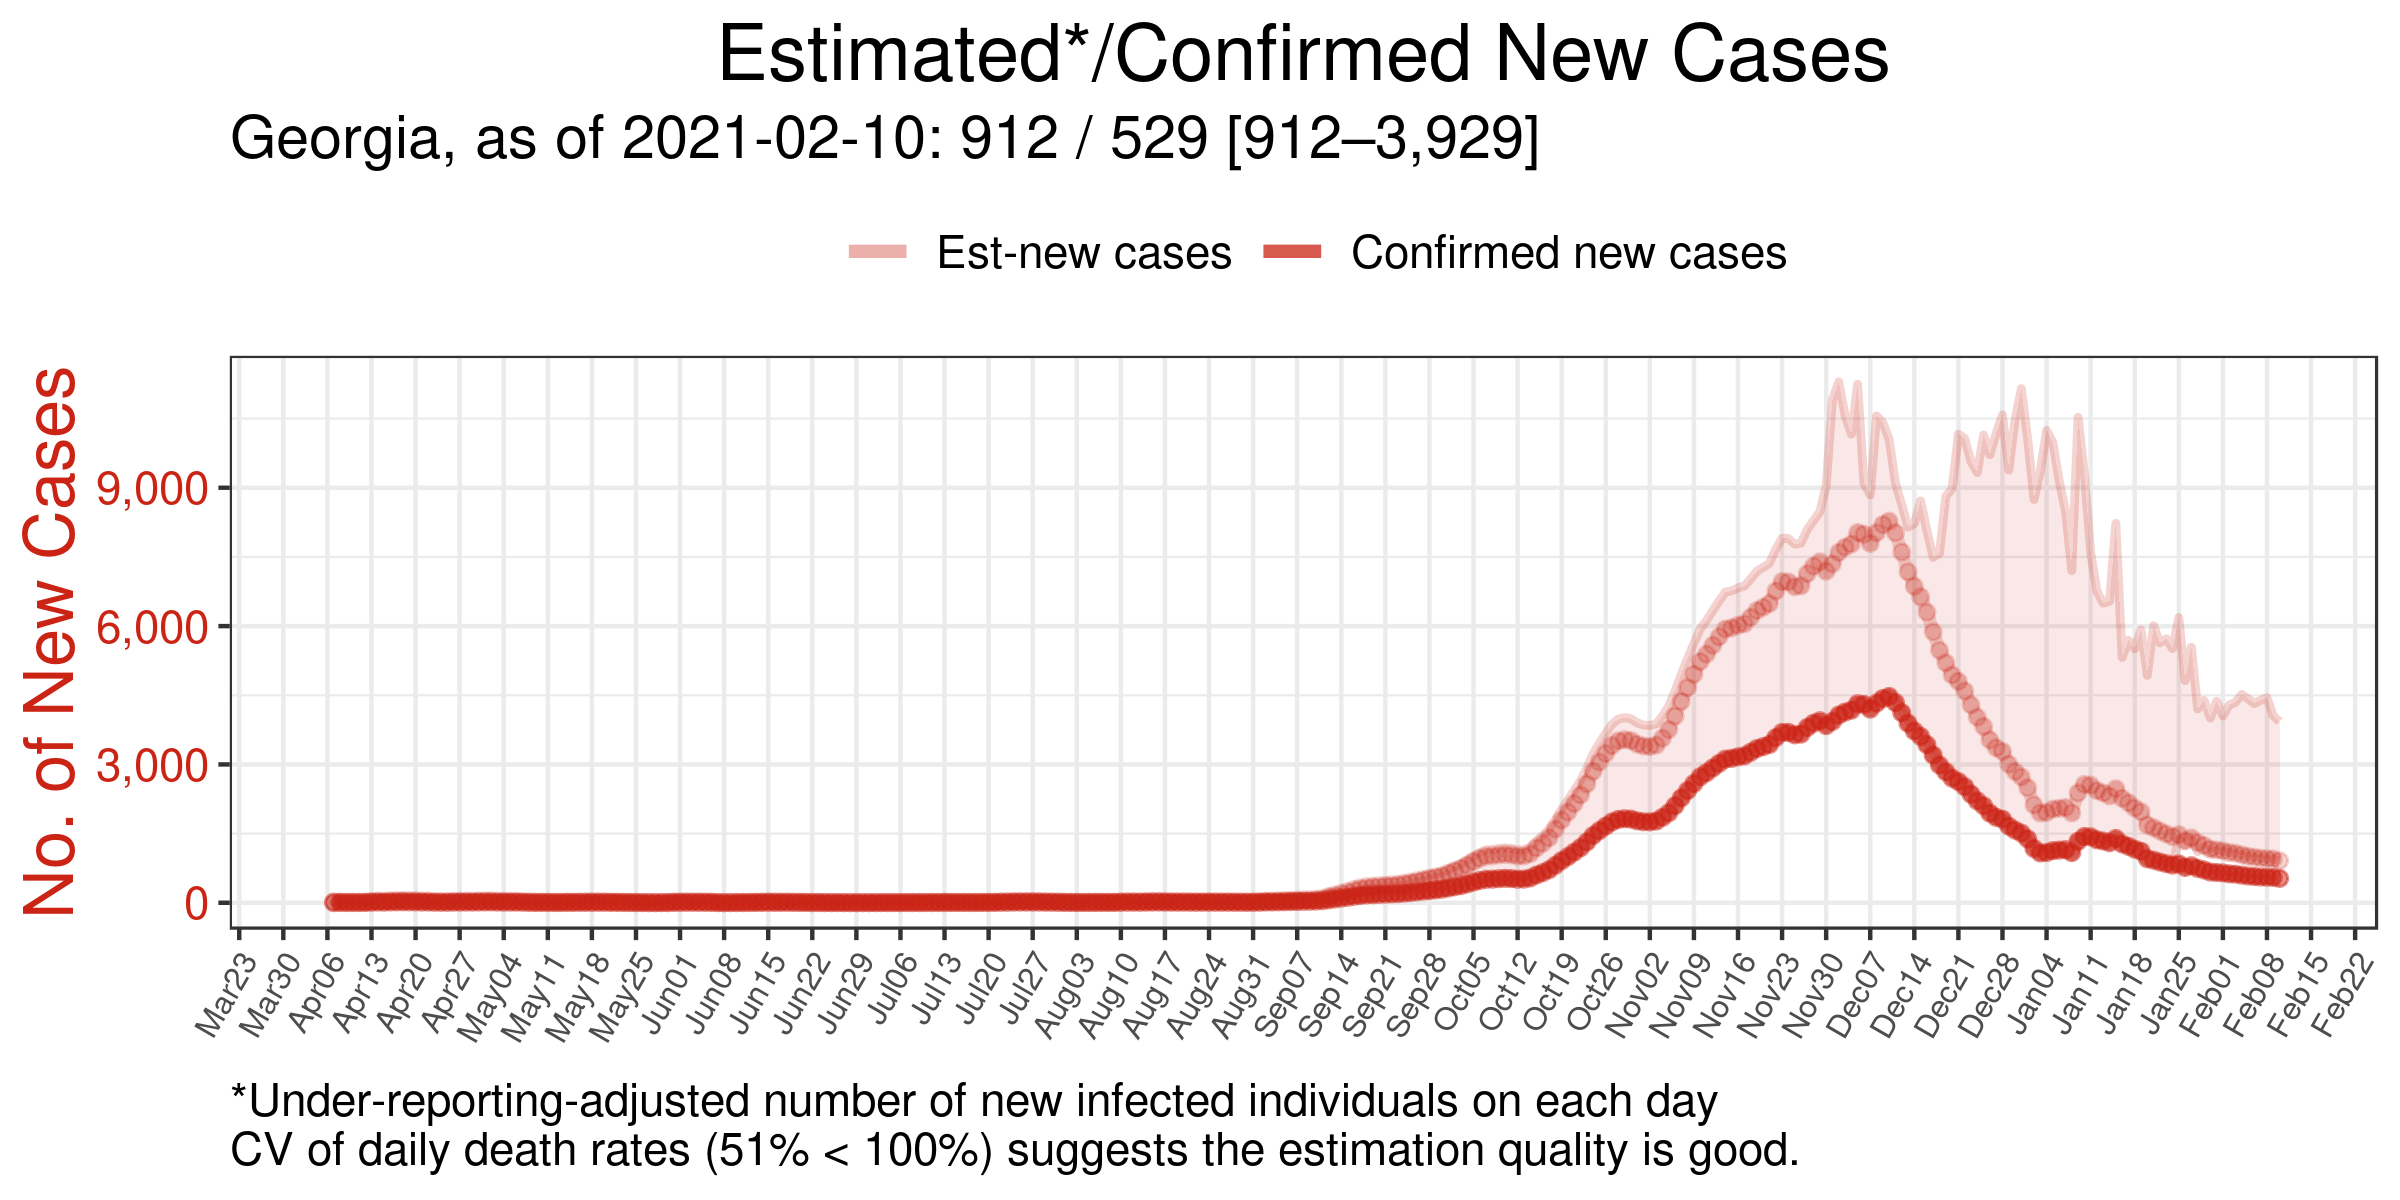 Estimated*/Confirmed New Cases
Georgia, as of 2021-02-10: 912 / 529 [912–3,929]
Est-new cases
Confirmed new cases
No. of New Cases
9,000
6,000
3,000
0
Mar23
Mar30
Apr06
Apr13
Apr20
Apr27
May04
May11
May18
May25
Jun01
Jun08
Jun15
Jun22
Jun29
Jul06
Jul13
Jul20
Jul27
Aug03
Aug10
Aug17
Aug24
Aug31
Sep07
Sep14
Sep21
Sep28
Oct05
Oct12
Oct19
Oct26
Nov02
Nov09
Nov16
Nov23
Nov30
Dec07
Dec14
Dec21
Dec28
Jan04
Jan11
Jan18
Jan25
Feb01
Feb08
Feb15
Feb22
*Under-reporting-adjusted number of new infected individuals on each day
CV of daily death rates (51% < 100%) suggests the estimation quality is good.